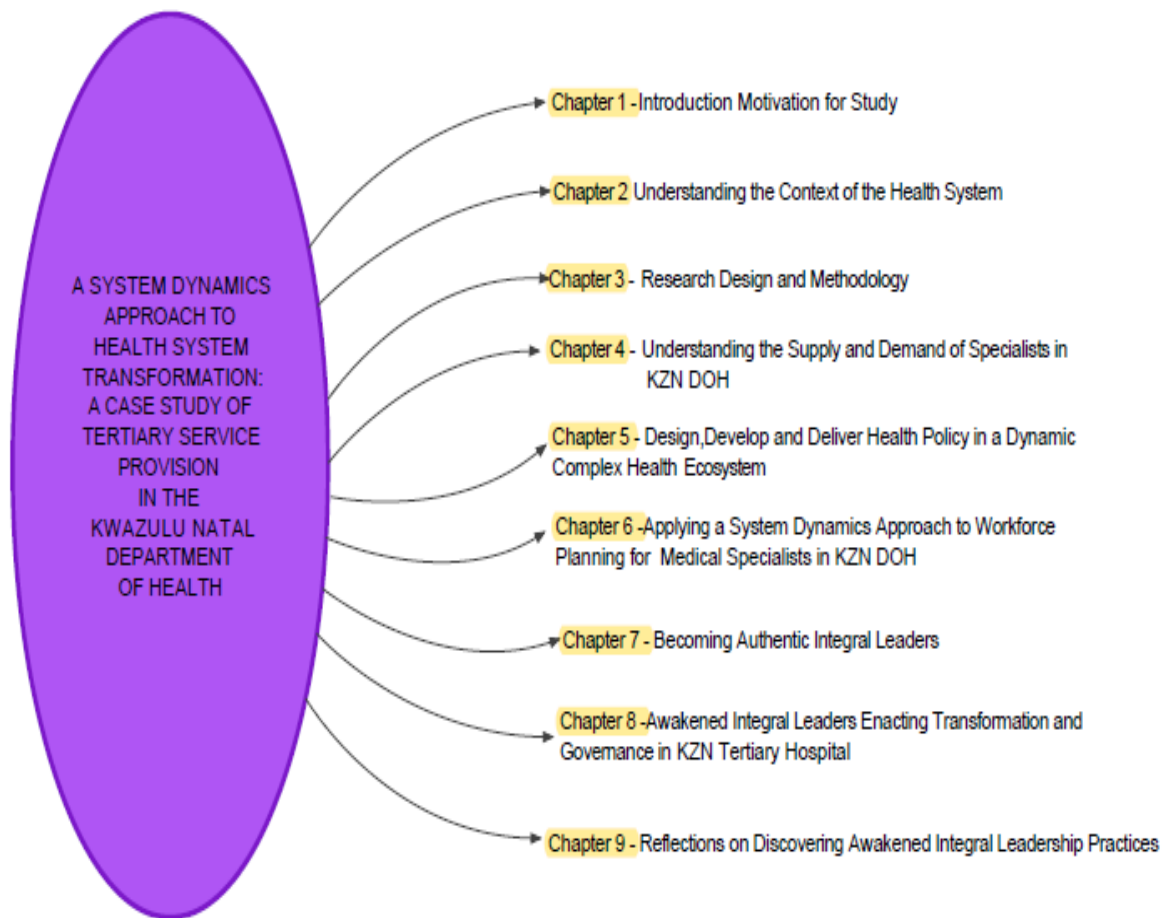 A SYSTEM DYNAMICS
APPROACH TO
HEALTH SYSTEM
TRANSFORMATION:
A CASE STUDY OF
TERTIARY SERVICE
PROVISION
IN THE
KWAZULU NATAL
DEPARTMENT
OF HEALTH
Chapter 1 -Introduction Motivation for Study
Chapter 2 Understanding the Context of the Health System
Chapter 3 - Research Design and Methodology
Chapter 4 - Understanding the Supply and Demand of Specialists in
KZN DOH
Chapter 5 - Design,Develop and Deliver Health Policy in a Dynamic
Complex Health Ecosystem
Chapter 6 -Applying a System Dynamics Approach to Workforce
Planning for Medical Specialists in KZN DOH
Chapter 7 - Becoming Authentic Integral Leaders
Chapter 8 -Awakened Integral Leaders Enacting Transformation and
Governance in KZN Tertiary Hospital
Chapter 9 - Reflections on Discovering Awakened Integral Leadership Practices